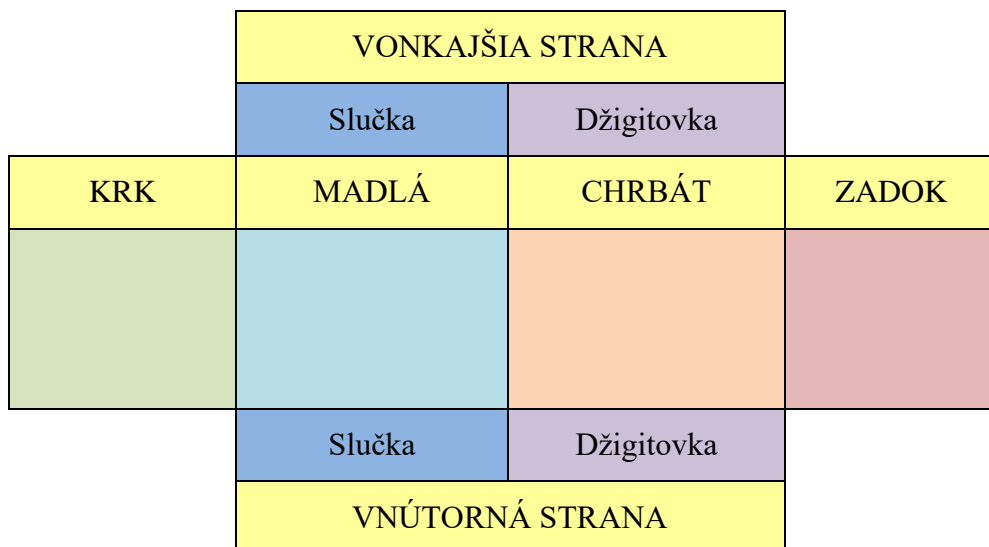 VONKAJŠIA STRANA
Slučka Džigitovka
KRK MADLÁ CHRBÁT ZADOK
Slučka Džigitovka
VNÚTORNÁ STRANA